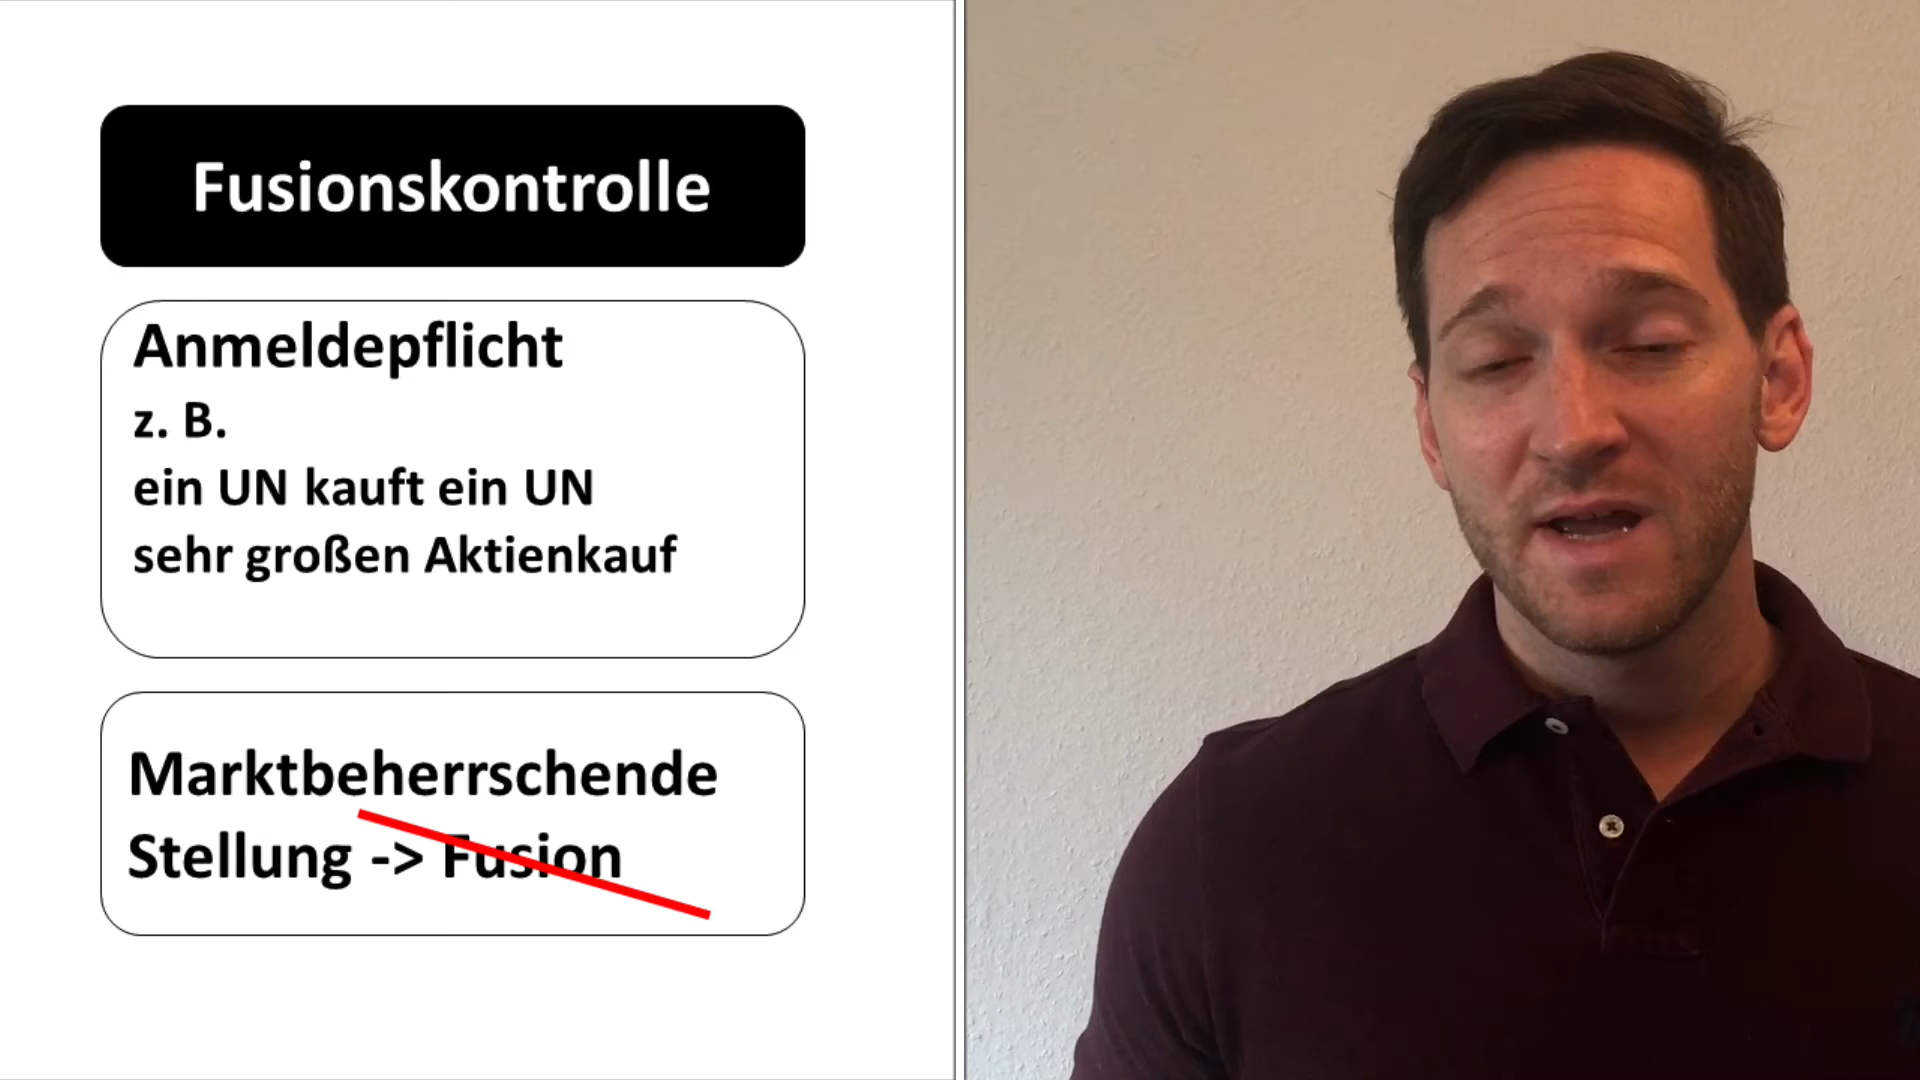 Fusionskontrolle
Anmeldepflicht
z. B.
ein UN kauft ein UN
sehr großen Aktienkauf
Marktbeherrschende
Stellung -> Fusion